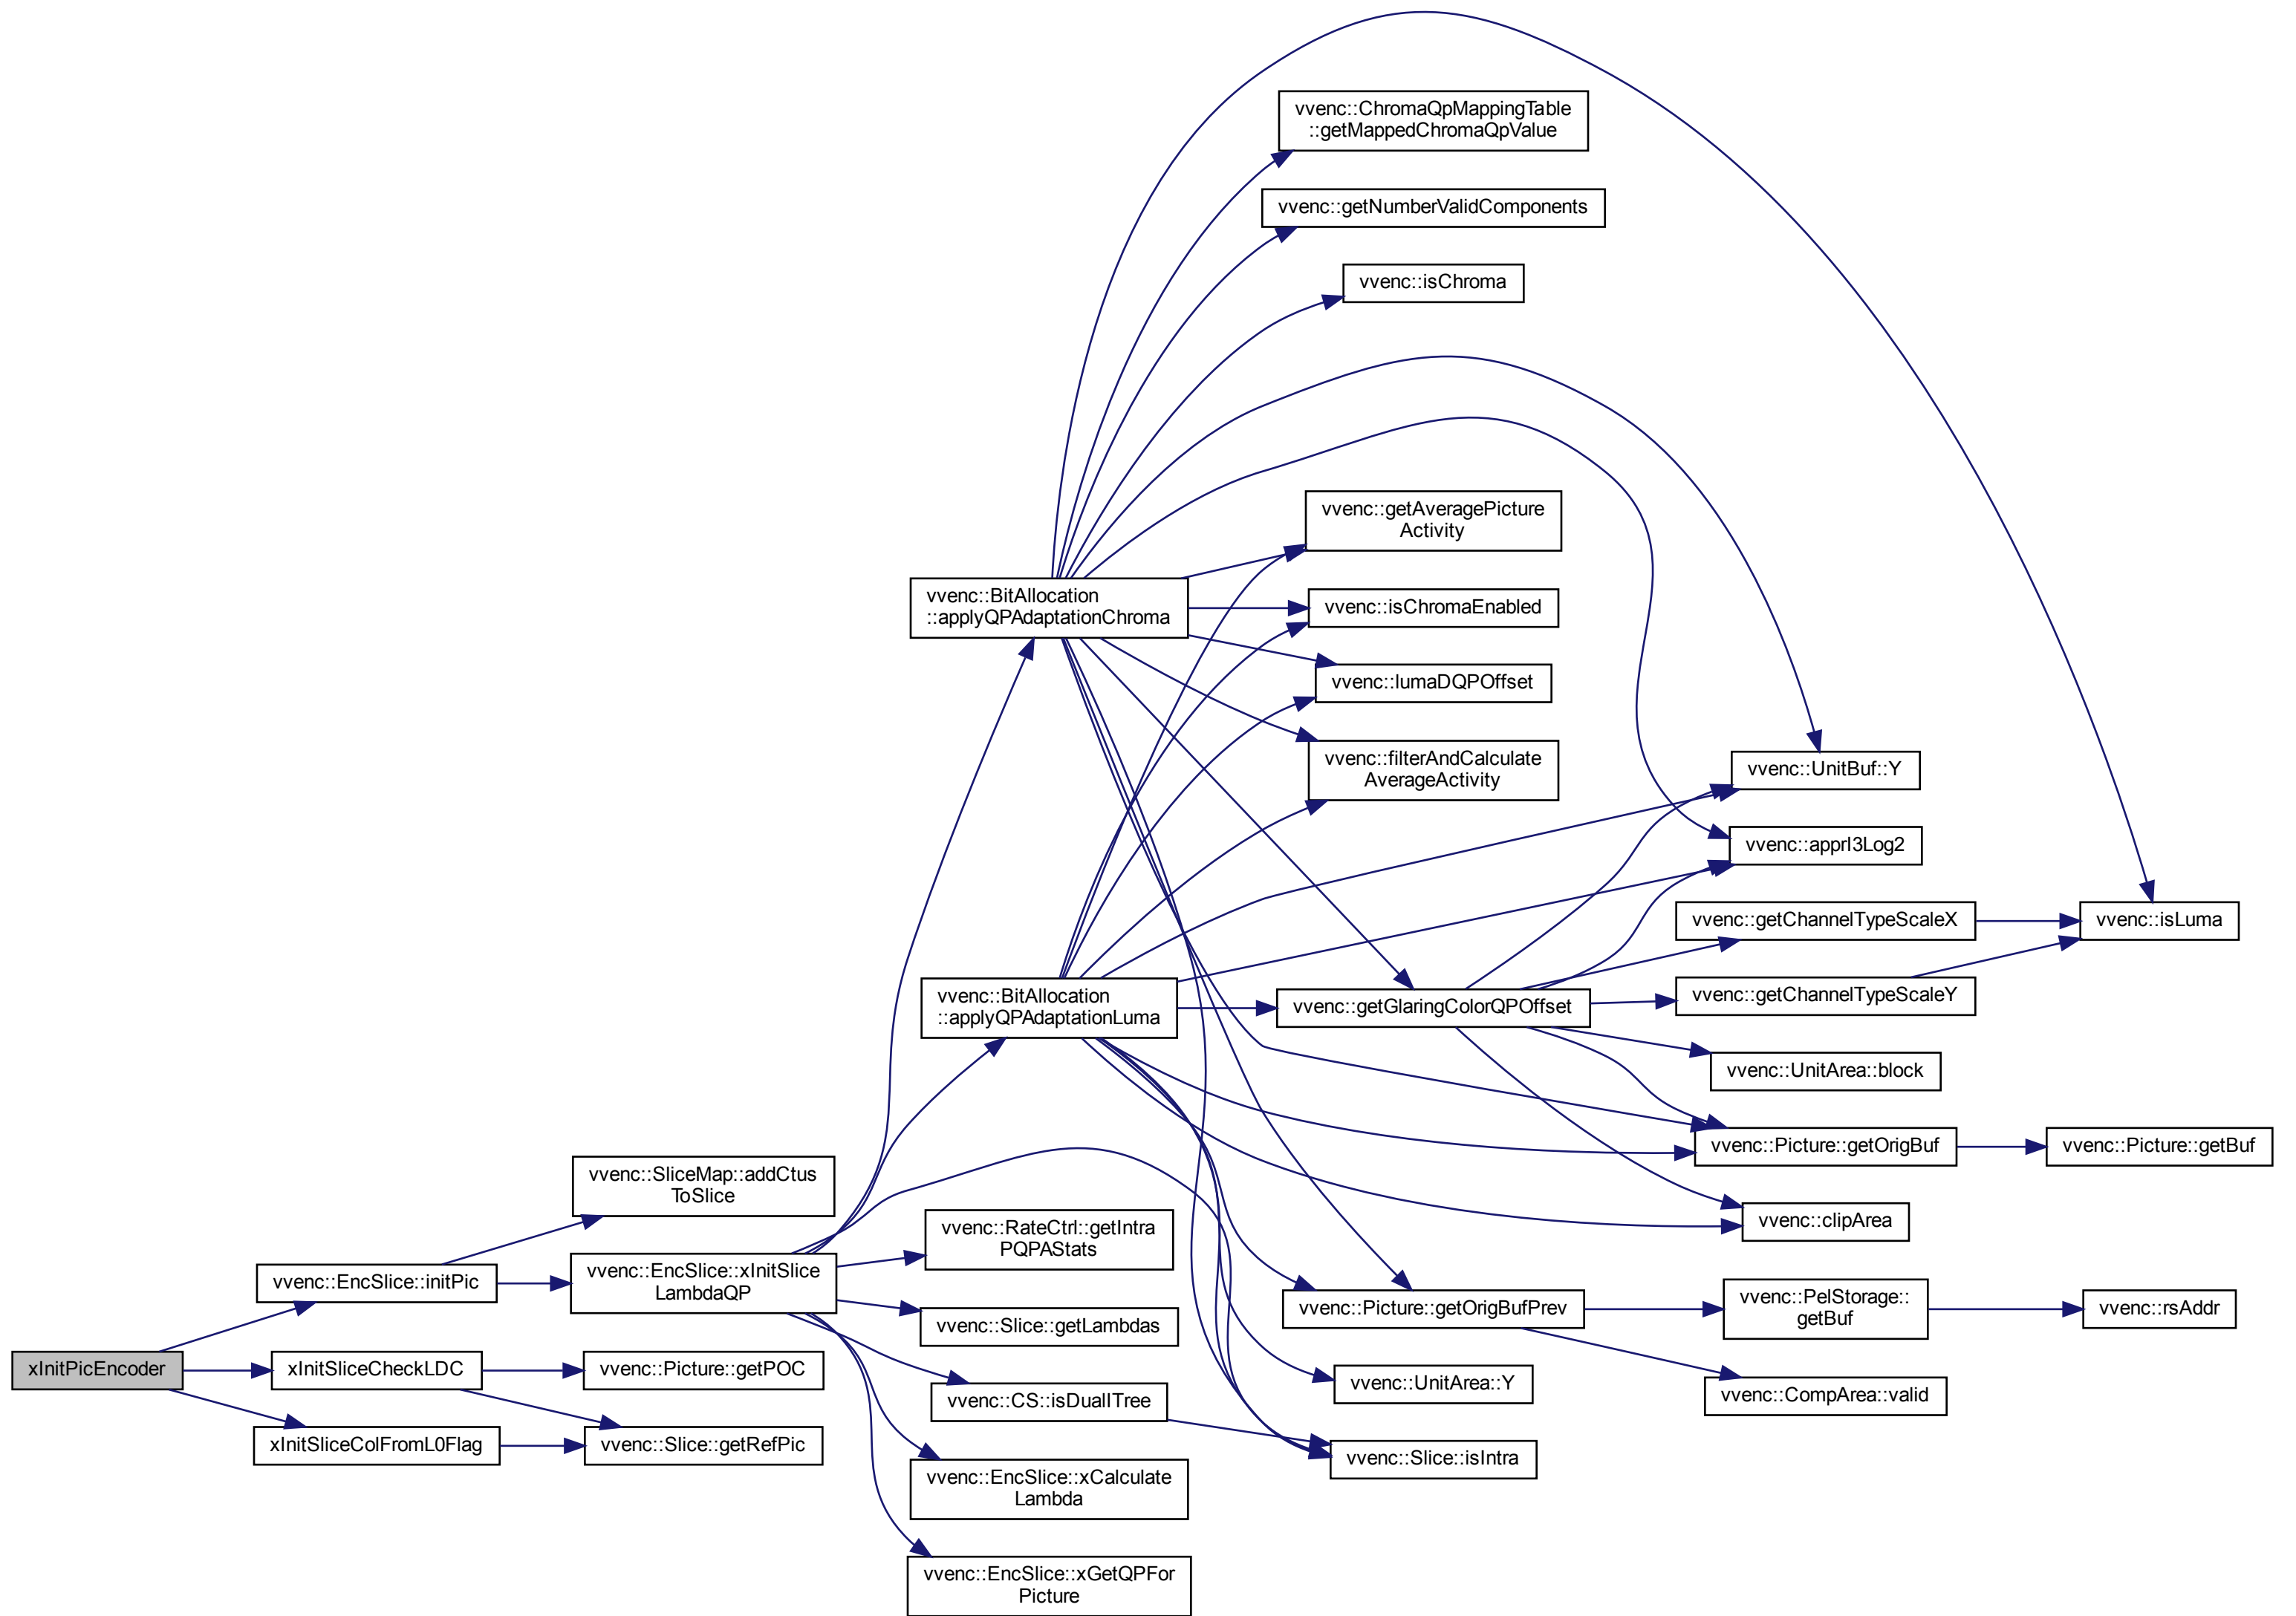 xInitPicEncoder
vvenc::EncSlice::initPic
xInitSliceCheckLDC
xInitSliceColFromL0Flag
vvenc::SliceMap::addCtus
ToSlice
vvenc::EncSlice::xInitSlice
LambdaQP
vvenc::Picture::getPOC
vvenc::Slice::getRefPic
vvenc::BitAllocation
::applyQPAdaptationChroma
vvenc::BitAllocation
::applyQPAdaptationLuma
vvenc::RateCtrl::getIntra
PQPAStats
vvenc::Slice::getLambdas
vvenc::CS::isDualITree
vvenc::EncSlice::xCalculate
Lambda
vvenc::EncSlice::xGetQPFor
Picture
vvenc::ChromaQpMappingTable
::getMappedChromaQpValue
vvenc::getNumberValidComponents
vvenc::isChroma
vvenc::getAveragePicture
Activity
vvenc::isChromaEnabled
vvenc::lumaDQPOffset
vvenc::filterAndCalculate
AverageActivity
vvenc::getGlaringColorQPOffset
vvenc::Picture::getOrigBufPrev
vvenc::UnitArea::Y
vvenc::Slice::isIntra
vvenc::UnitBuf::Y
vvenc::apprI3Log2
vvenc::getChannelTypeScaleX
vvenc::getChannelTypeScaleY
vvenc::UnitArea::block
vvenc::Picture::getOrigBuf
vvenc::clipArea
vvenc::PelStorage::
getBuf
vvenc::CompArea::valid
vvenc::isLuma
vvenc::Picture::getBuf
vvenc::rsAddr